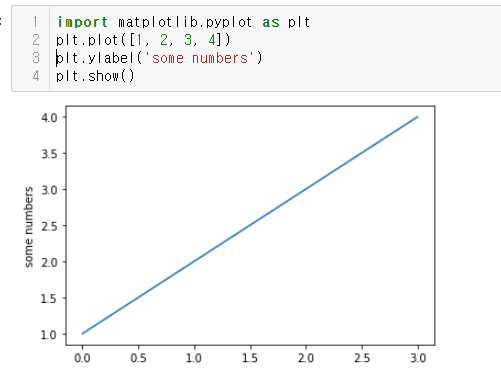 1 import matplotlib.pyplot as plt
2 plt.plot([1, 2, 3, 4])
3 plt.ylabel('some numbers')
4 plt.show()
4.0
3.5
3.0
2.5
2.0
1.5
1.0
some numbers
0.0 0.5 1.0 1.5 2.0 2.5 3.0